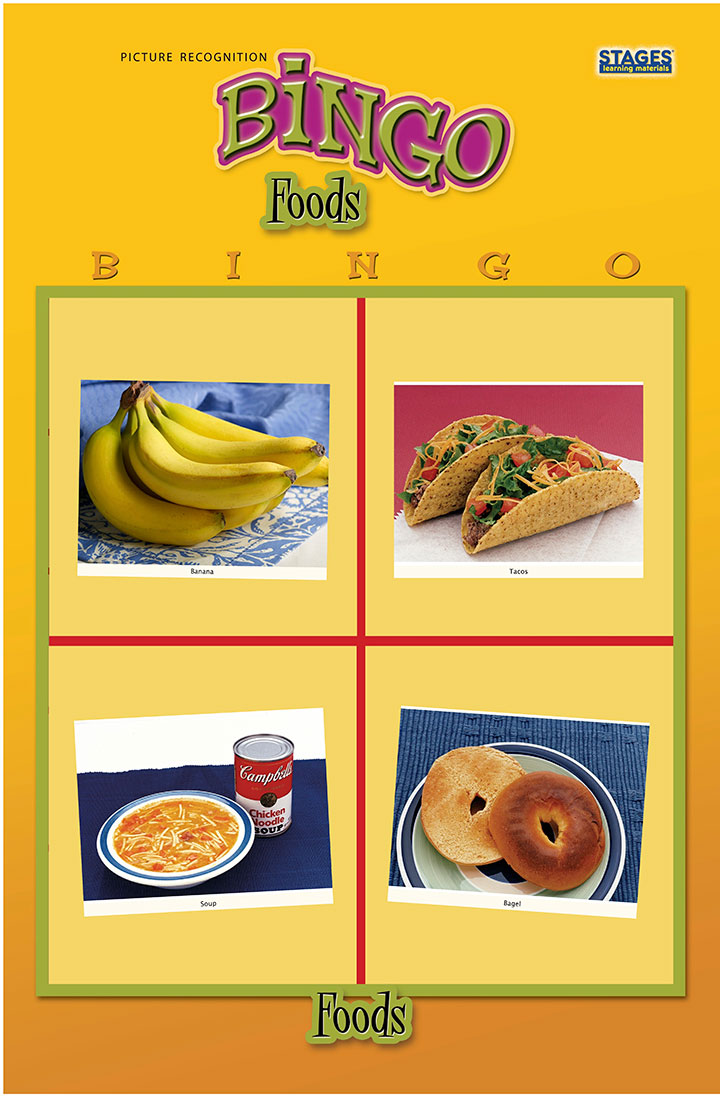 PICTURE RECOGNITION
STAGES
learning materials
BiNGO
Foods
B I N G O
Banana
Tacos
Campbell's
Chicken
Noodle
SOUP
Soup
Bagel
Foods